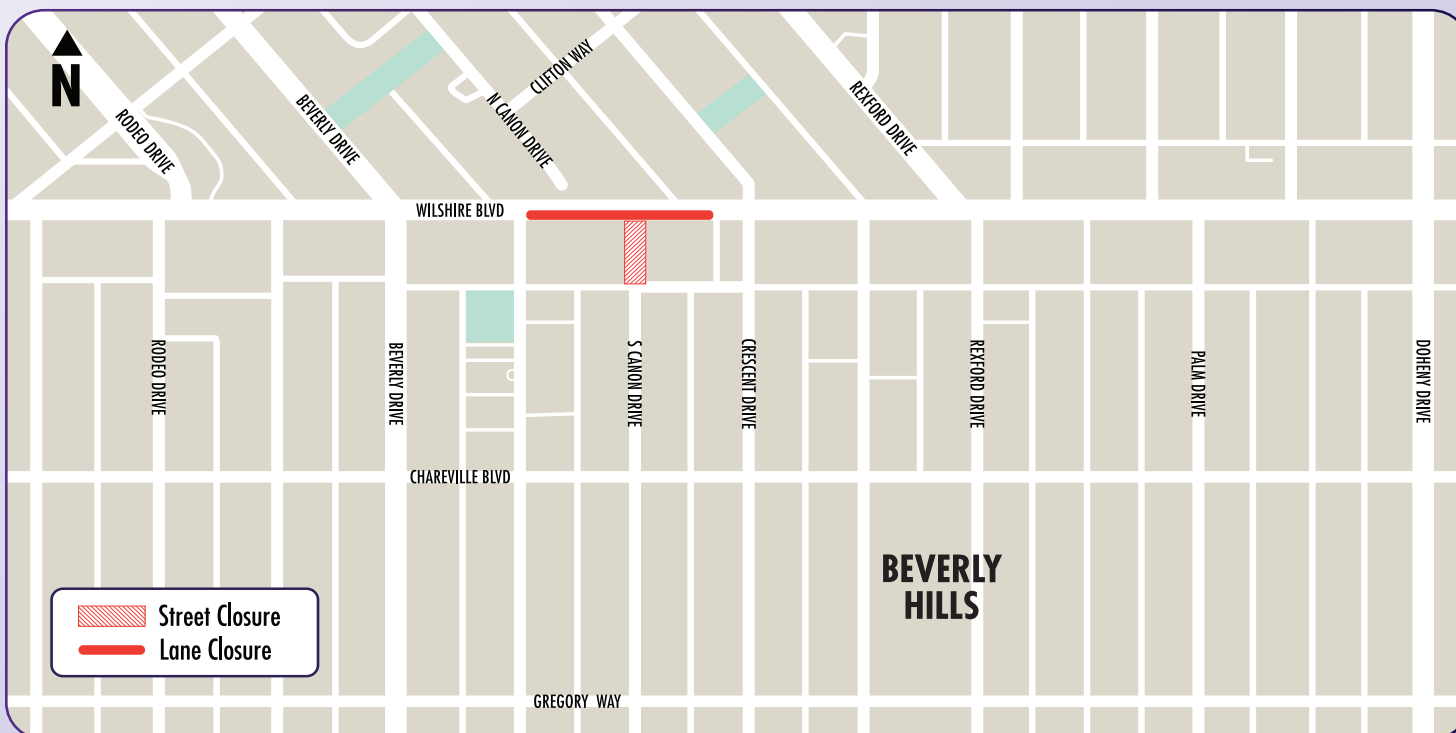 N
RODEO DRIVE
BEVERLY DRIVE
N CANON DRIVE
CLIFTON WAY
REXFORD DRIVE
WILSHIRE BLVD
RODEO DRIVE
BEVERLY DRIVE
S CANON DRIVE
CRESCENT DRIVE
REXFORD DRIVE
PALM DRIVE
DOHENY DRIVE
CHAREVILLE BLVD
BEVERLY
HILLS
Street Closure
Lane Closure
GREGORY WAY